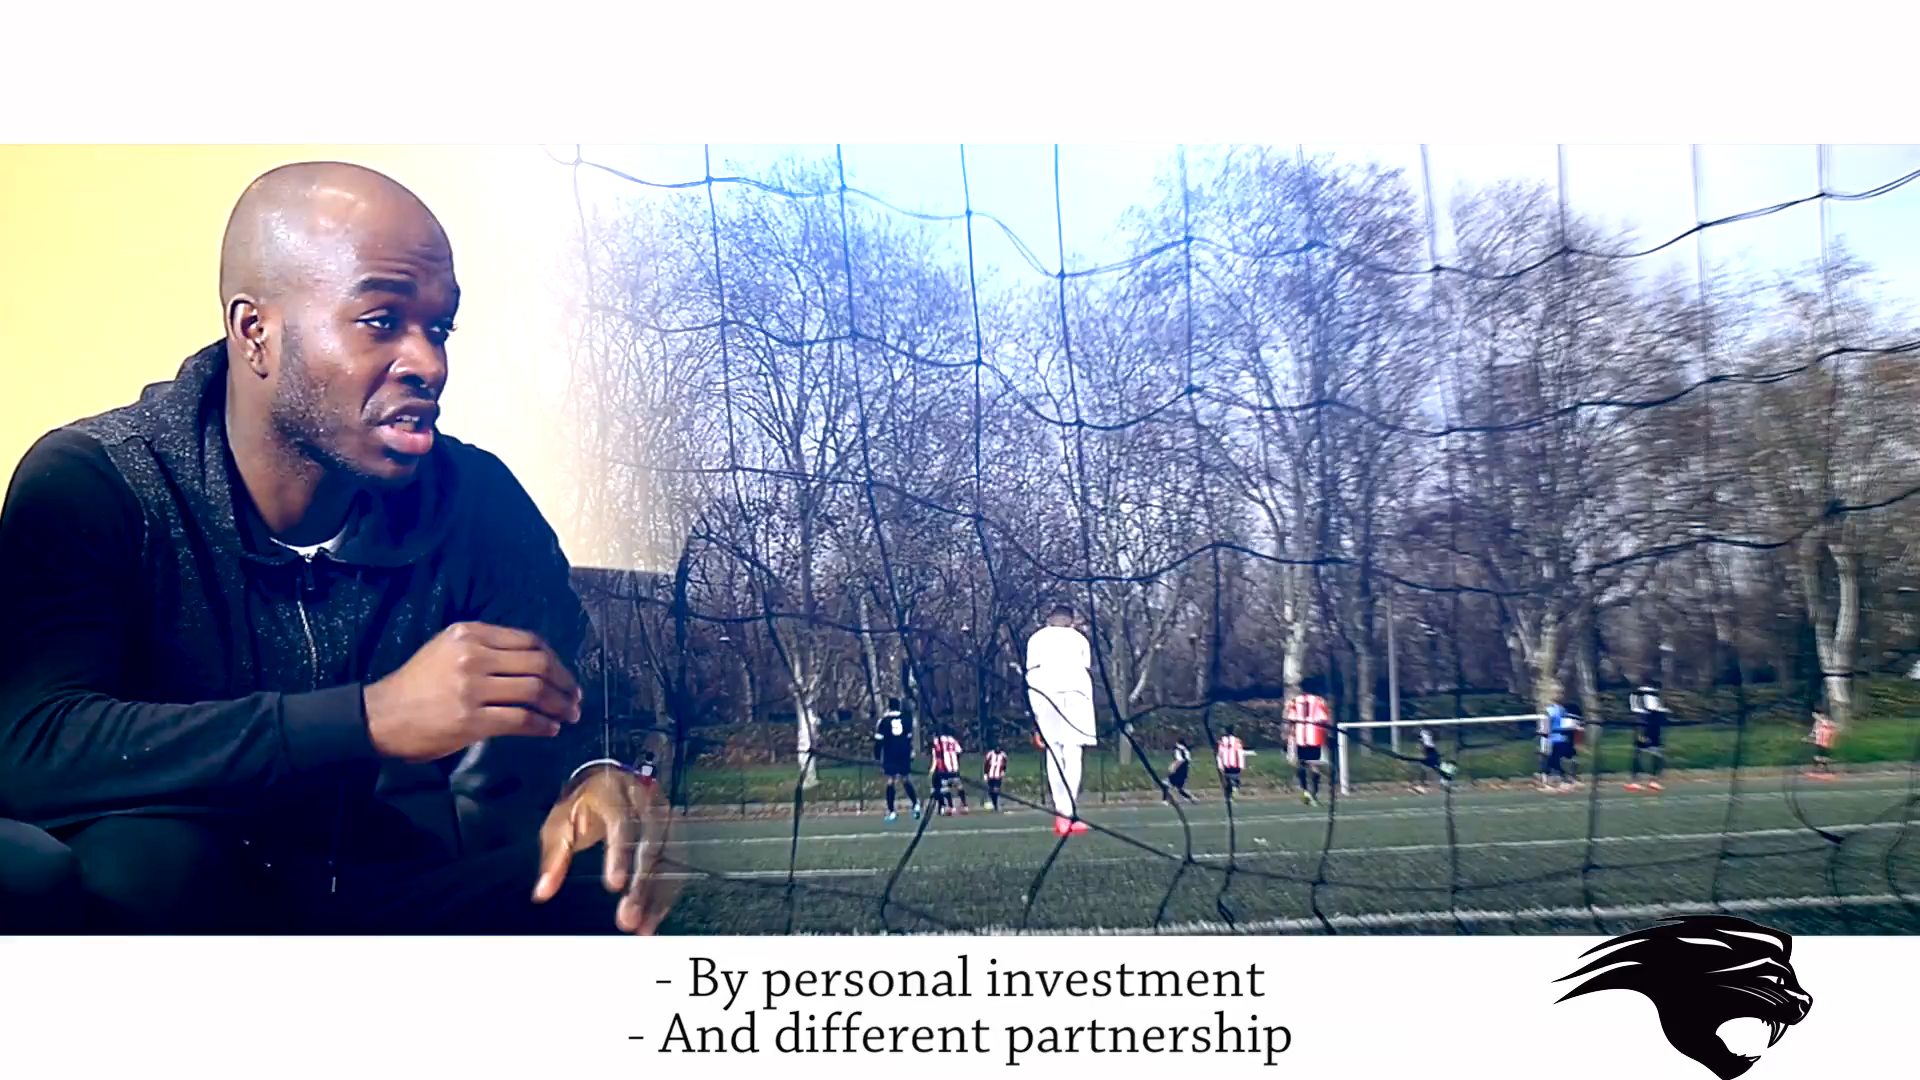 - By personal investment
- And different partnership